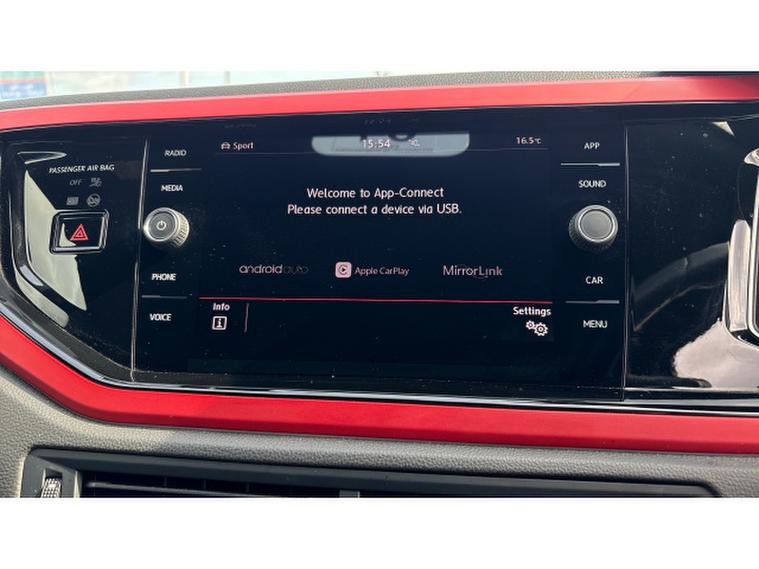 PASSENGER AIR BAG
OFF
RADIO
MEDIA
PHONE
VOICE
Sport
15:54
16.5°C
Welcome to App-Connect
Please connect a device via USB.
androidauto
Apple CarPlay
MirrorLink
Info
Settings
APP
SOUND
CAR
MENU